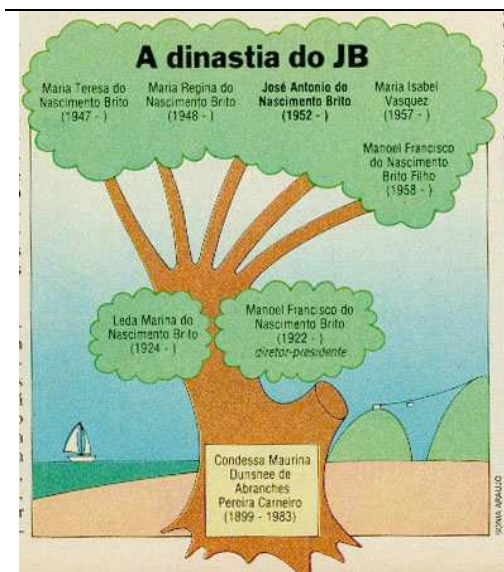 A dinastia do JB
Maria Teresa do
Nascimento Brito
(1947 - )
Maria Regina do
Nascimento Brito
(1948 - )
José Antonio do
Nascimento Brito
(1952 - )
Maria Isabel
Vasquez
(1957 - )
Manoel Francisco
do Nascimento
Brito Filho
(1958 - )
Leda Marina do
Nascimento Brito
(1924 - )
Manoel Francisco do
Nascimento Brito
(1922 - )
diretor-presidente
Condessa Maurina
Dunshee de
Abranches
Pereira Carneiro
(1899 - 1983)
SONIA ARAUJO